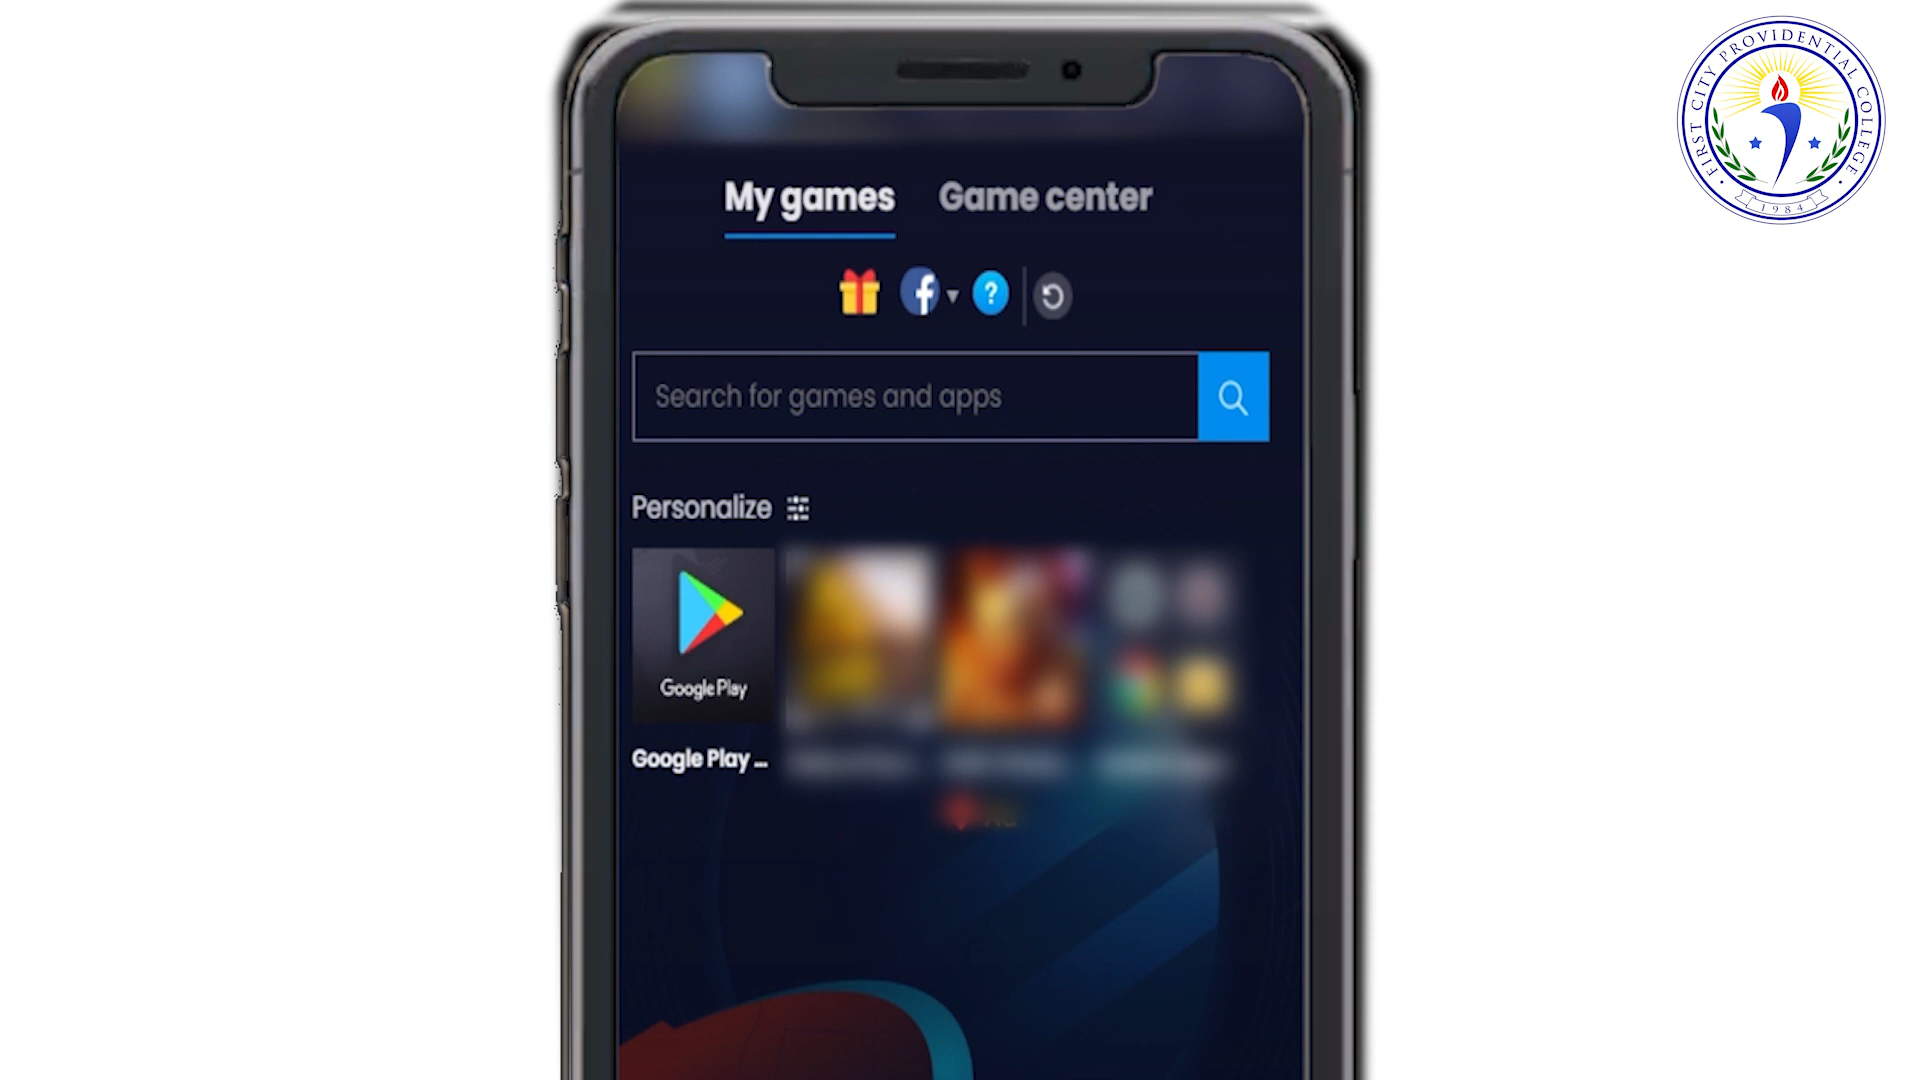 My games Game center
Search for games and apps
Personalize
Google Play
Google Play ...
FIRST CITY PROVIDENTIAL COLLEGE
1984